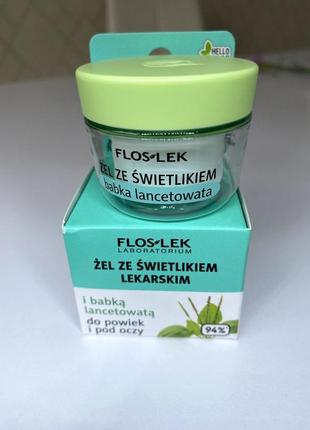 HELLO
FLOS·LEK
ŻEL ZE ŚWIETLIKIEM
babka lancetowata
FLOS·LEK
LABORATORIUM
ŻEL ZE ŚWIETLIKIEM
LEKARSKIM
i babką
lancetowatą
do powiek
i pod oczy
94%